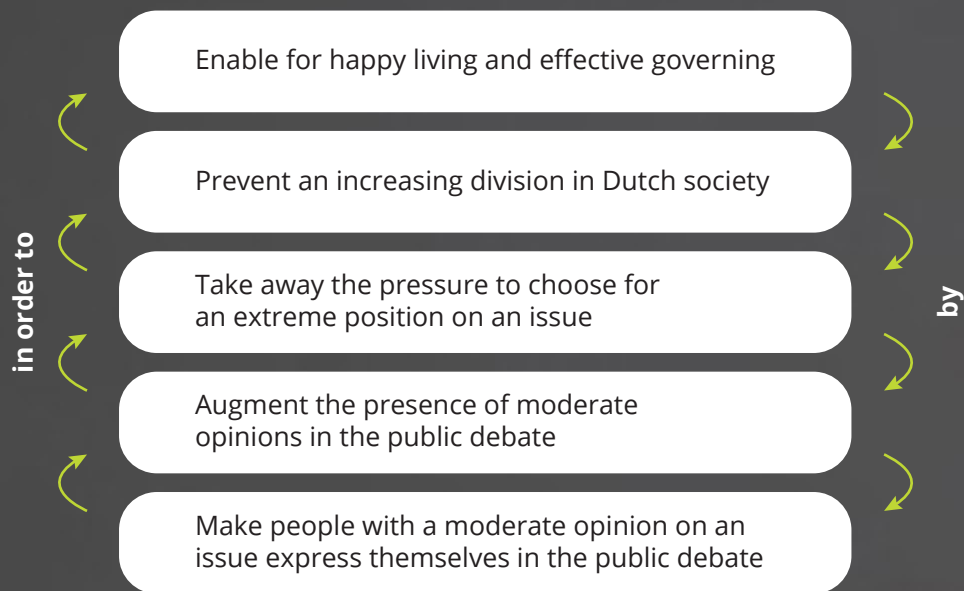 Enable for happy living and effective governing
Prevent an increasing division in Dutch society
Take away the pressure to choose for
an extreme position on an issue
Augment the presence of moderate
opinions in the public debate
Make people with a moderate opinion on an
issue express themselves in the public debate
in order to
by